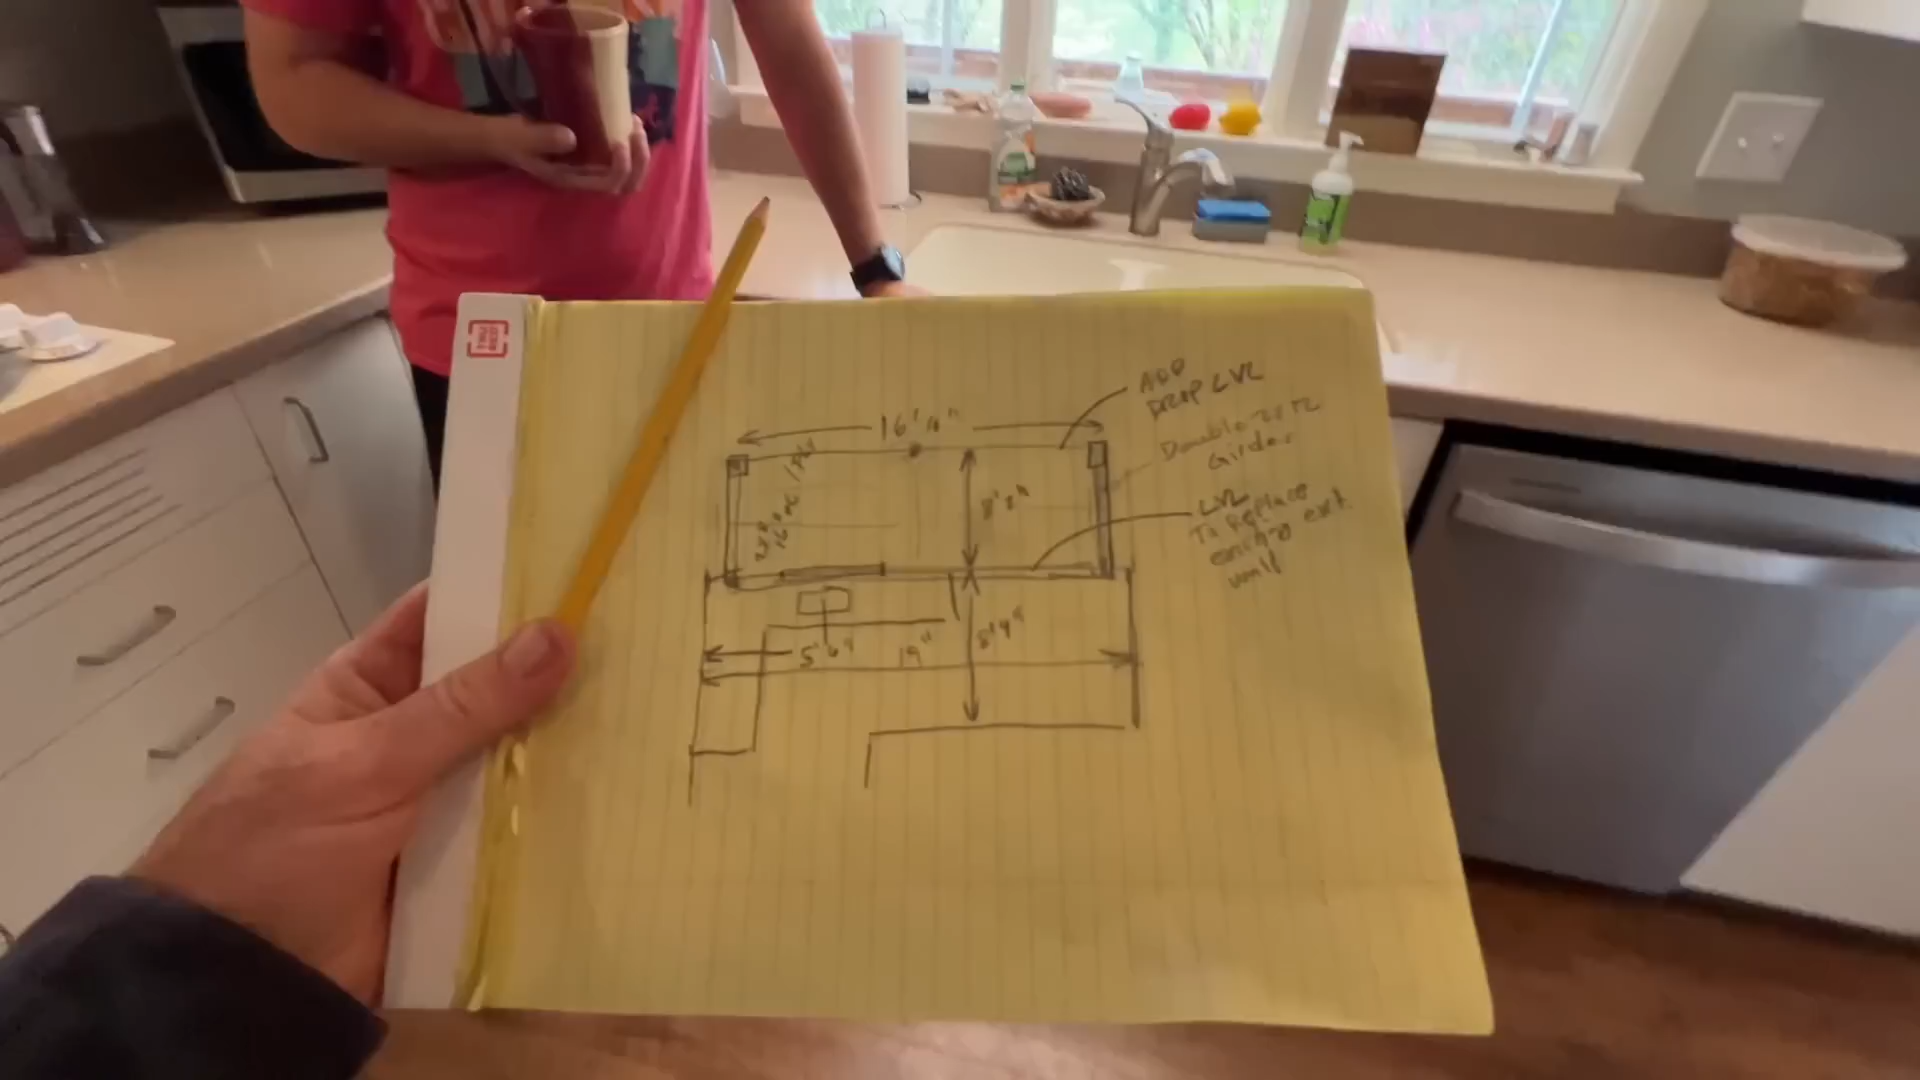 ADD
DROP LVL
16'
Double 2x12
Girder
8'2"
LVL
To Replace
existing ext.
wall
5'6"
19"
8'4"